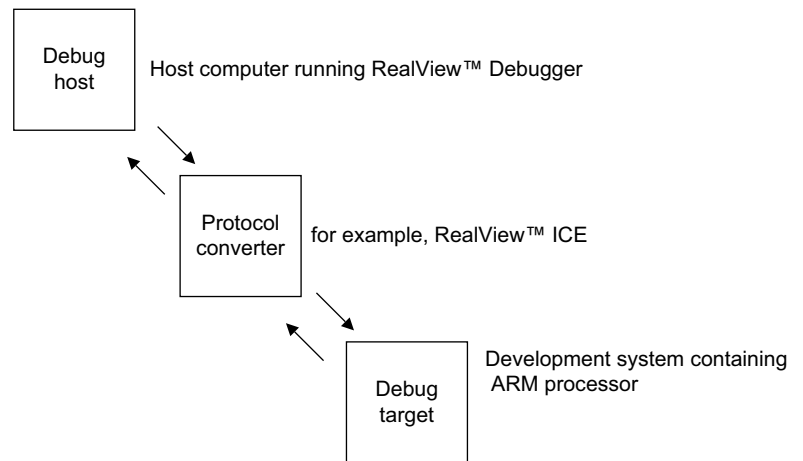 Debug
host
Host computer running RealView™ Debugger
Protocol
converter
for example, RealView™ ICE
Debug
target
Development system containing
ARM processor